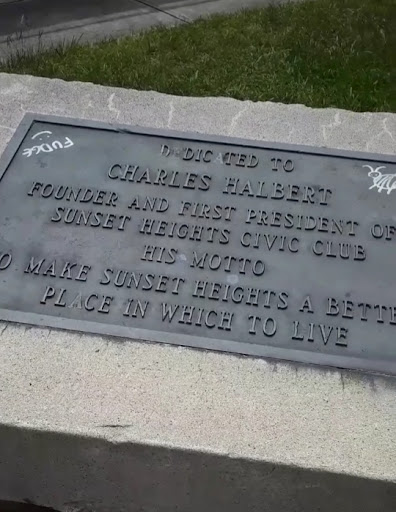 FUDGE
DEDICATED TO
CHARLES HALBERT
FOUNDER AND FIRST PRESIDENT OF
SUNSET HEIGHTS CIVIC CLUB
HIS MOTTO
O MAKE SUNSET HEIGHTS A BETTE
PLACE IN WHICH TO LIVE